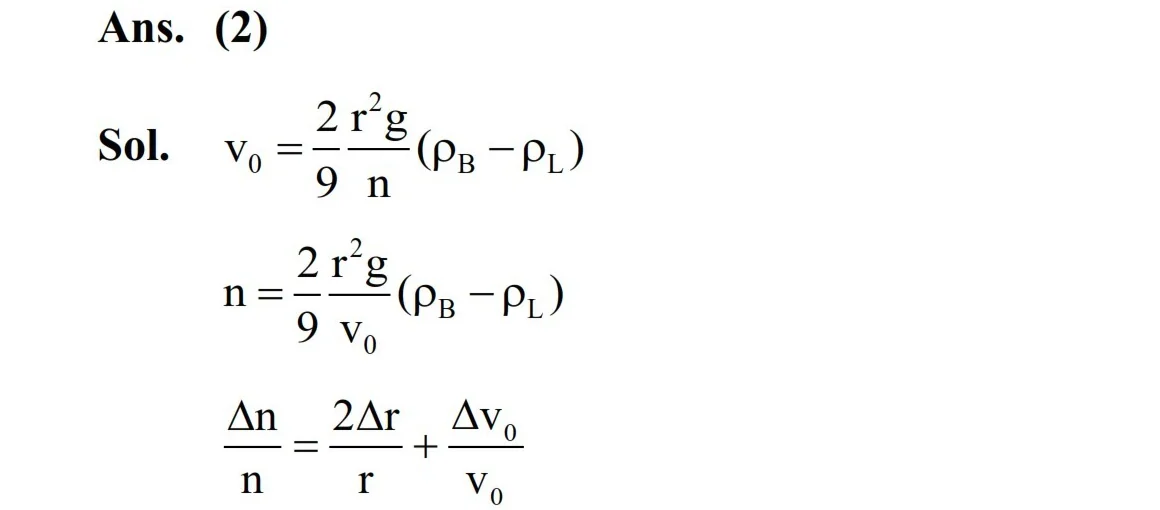 Ans. (2)
Sol. v₀ = 2/9 r²g/n (ρ_B − ρ_L)
n = 2/9 r²g/v₀ (ρ_B − ρ_L)
Δn/n = 2Δr/r + Δv₀/v₀